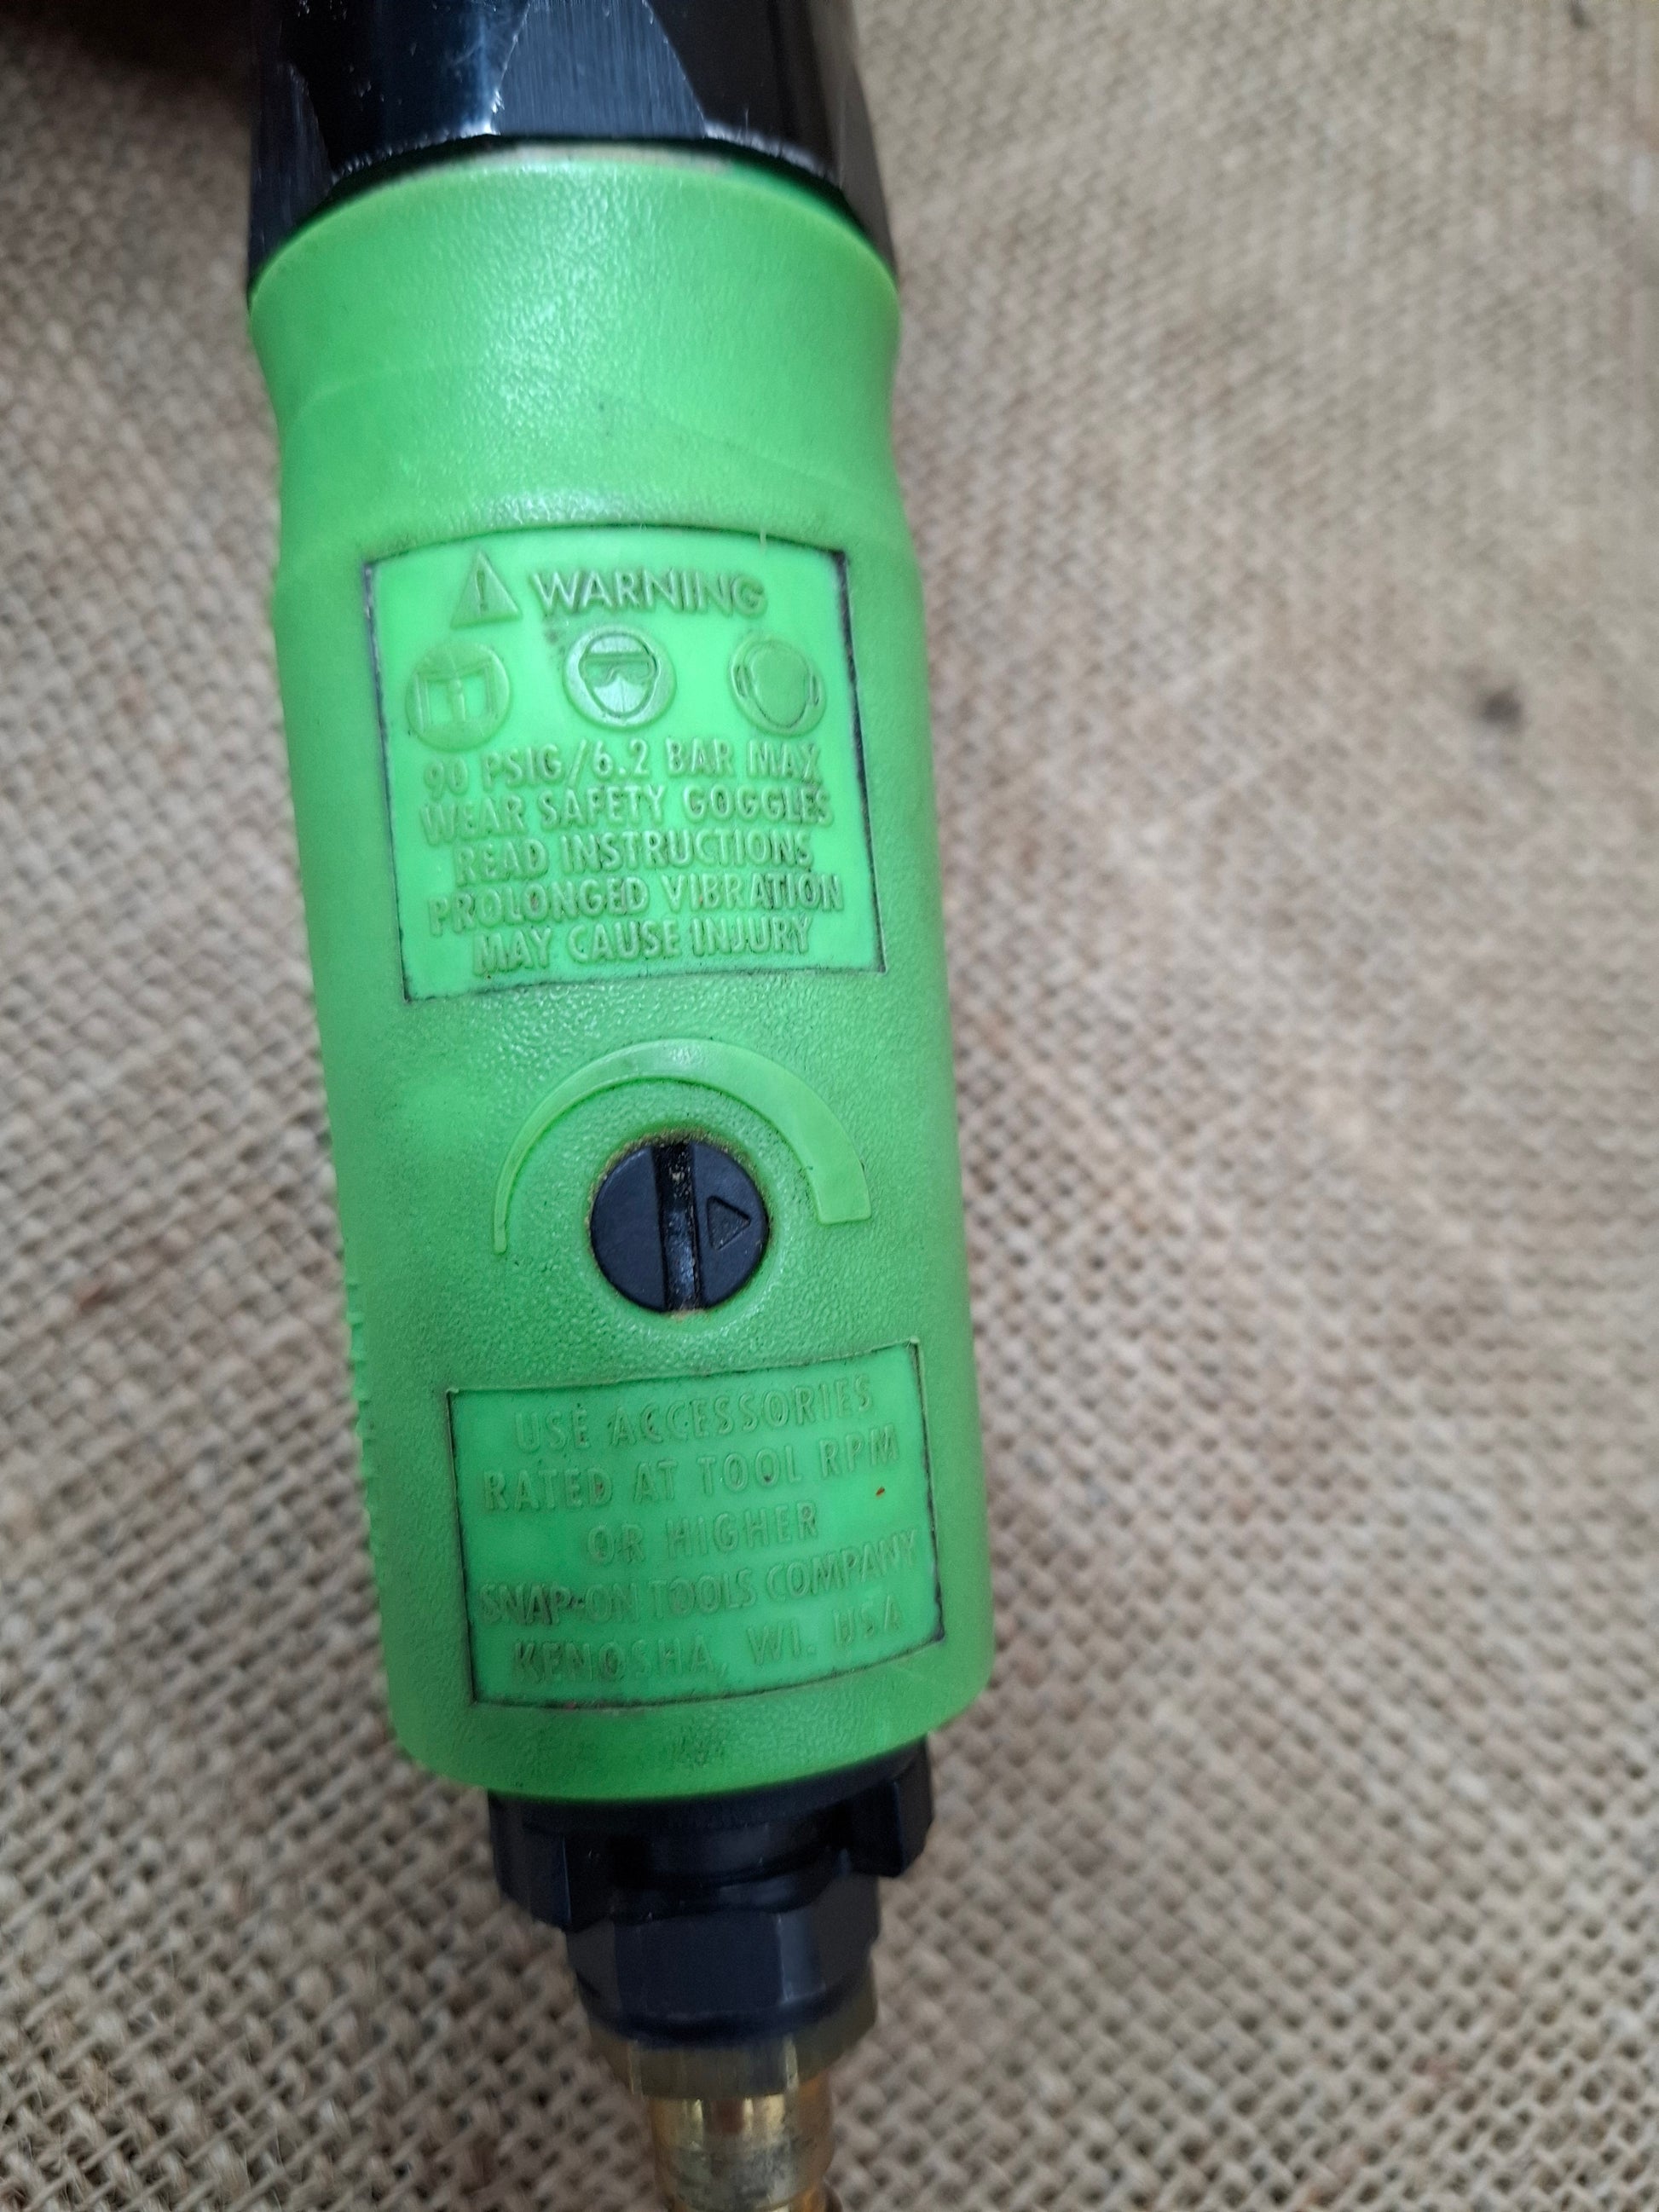 WARNING
90 PSIG/6.2 BAR MAX
WEAR SAFETY GOGGLES
READ INSTRUCTIONS
PROLONGED VIBRATION
MAY CAUSE INJURY
USE ACCESSORIES
RATED AT TOOL RPM
OR HIGHER
SNAP-ON TOOLS COMPANY
KENOSHA, WI. USA